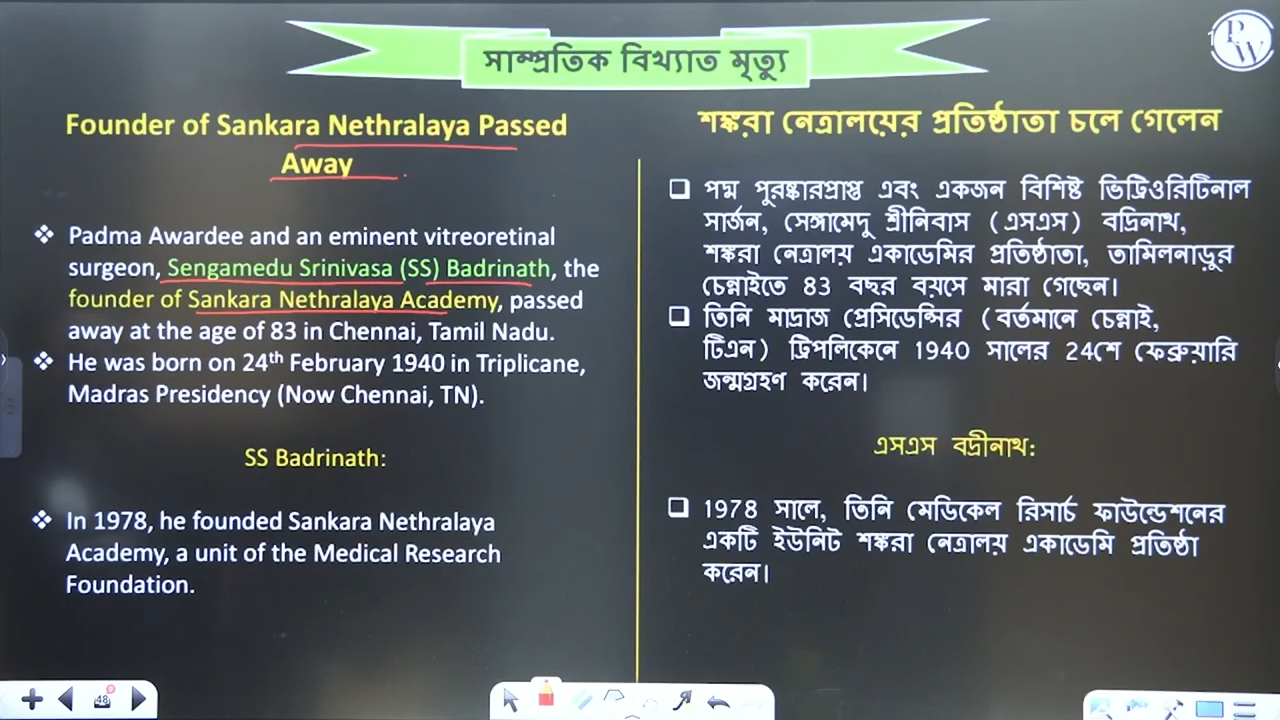 সাম্প্রতিক বিখ্যাত মৃত্যু
PW
Founder of Sankara Nethralaya Passed
Away
❖ Padma Awardee and an eminent vitreoretinal
surgeon, Sengamedu Srinivasa (SS) Badrinath, the
founder of Sankara Nethralaya Academy, passed
away at the age of 83 in Chennai, Tamil Nadu.
❖ He was born on 24th February 1940 in Triplicane,
Madras Presidency (Now Chennai, TN).
SS Badrinath:
❖ In 1978, he founded Sankara Nethralaya
Academy, a unit of the Medical Research
Foundation.
শঙ্করা নেত্রালয়ের প্রতিষ্ঠাতা চলে গেলেন
❑ পদ্ম পুরষ্কারপ্রাপ্ত এবং একজন বিশিষ্ট ভিট্রিওরিটিনাল
সার্জন, সেঙ্গামেদু শ্রীনিবাস (এসএস) বদ্রিনাথ,
শঙ্করা নেত্রালয় একাডেমির প্রতিষ্ঠাতা, তামিলনাড়ুর
চেন্নাইতে 83 বছর বয়সে মারা গেছেন।
❑ তিনি মাদ্রাজ প্রেসিডেন্সির (বর্তমানে চেন্নাই,
টিএন) ট্রিপলিকেনে 1940 সালের 24শে ফেব্রুয়ারি
জন্মগ্রহণ করেন।
এসএস বদ্রীনাথ:
❑ 1978 সালে, তিনি মেডিকেল রিসার্চ ফাউন্ডেশনের
একটি ইউনিট শঙ্করা নেত্রালয় একাডেমি প্রতিষ্ঠা
করেন।
48